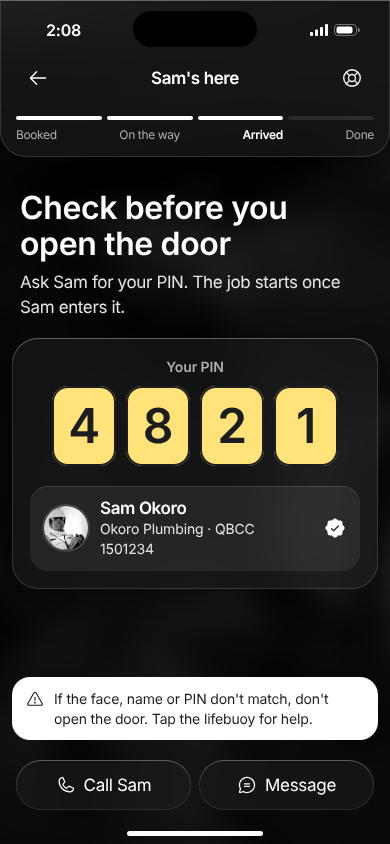 2:08
Sam's here
Booked
On the way
Arrived
Done
Check before you
open the door
Ask Sam for your PIN. The job starts once
Sam enters it.
Your PIN
4 8 2 1
Sam Okoro
Okoro Plumbing · QBCC
1501234
If the face, name or PIN don't match, don't
open the door. Tap the lifebuoy for help.
Call Sam
Message